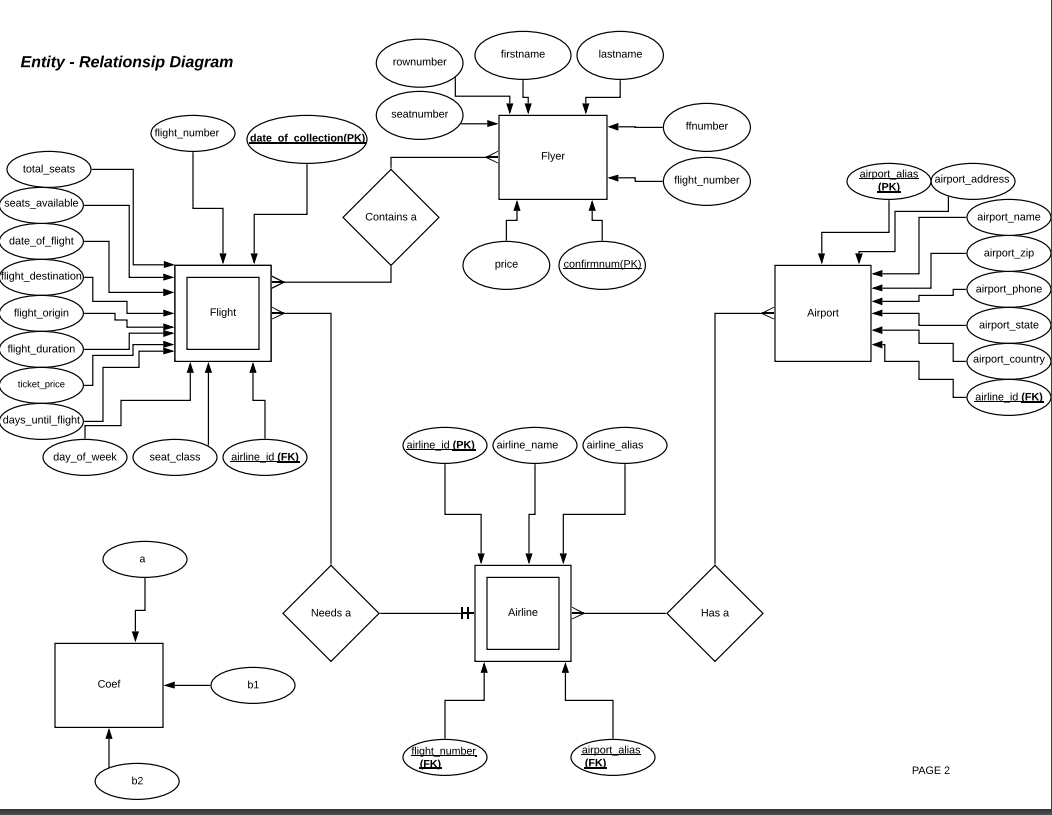 Entity - Relationsip Diagram
rownumber
firstname
lastname
seatnumber
ffnumber
flight_number
price
confirmnum(PK)
Flyer
flight_number
date_of_collection(PK)
total_seats
seats_available
date_of_flight
flight_destination
flight_origin
flight_duration
ticket_price
days_until_flight
day_of_week
seat_class
airline_id (FK)
Flight
Contains a
airport_alias
(PK)
airport_address
airport_name
airport_zip
airport_phone
airport_state
airport_country
airline_id (FK)
Airport
airline_id (PK)
airline_name
airline_alias
Needs a
Airline
Has a
flight_number
(FK)
airport_alias
(FK)
a
Coef
b1
b2
PAGE 2